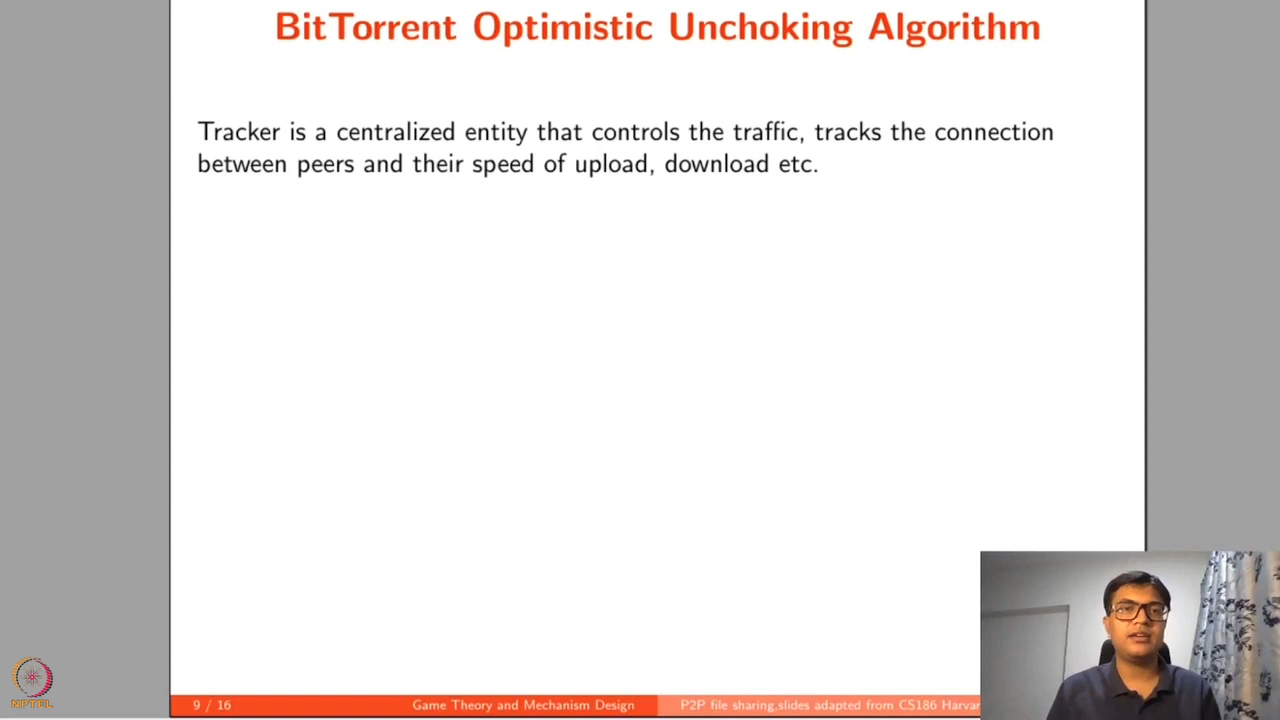 BitTorrent Optimistic Unchoking Algorithm
Tracker is a centralized entity that controls the traffic, tracks the connection
between peers and their speed of upload, download etc.
9 / 16
Game Theory and Mechanism Design
P2P file sharing,slides adapted from CS186 Harvar
NPTEL